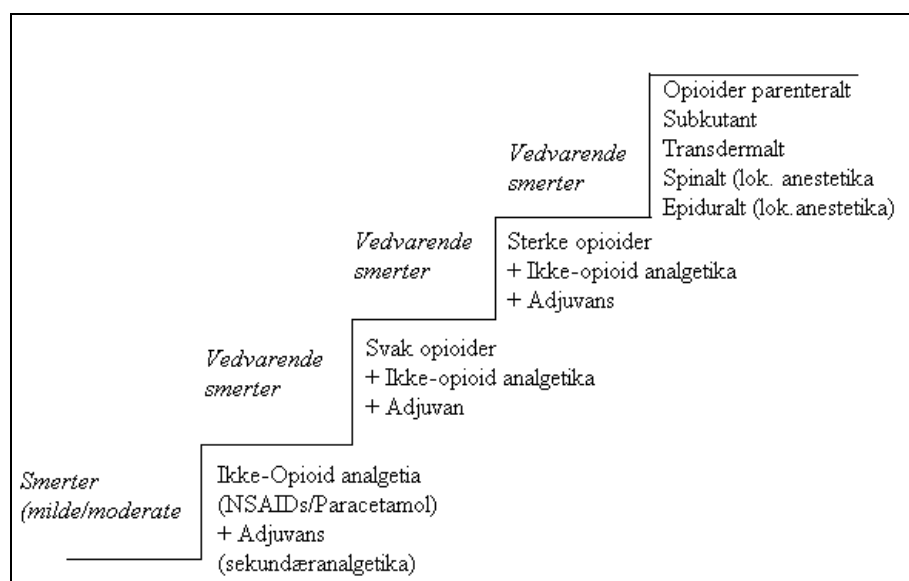 Opioider parenteralt
Subkutant
Transdermalt
Spinalt (lok. anestetika
Epiduralt (lok.anestetika)
Vedvarende
smerter
Sterke opioider
+ Ikke-opioid analgetika
+ Adjuvans
Vedvarende
smerter
Svak opioider
+ Ikke-opioid analgetika
+ Adjuvan
Vedvarende
smerter
Ikke-Opioid analgetia
(NSAIDs/Paracetamol)
+ Adjuvans
(sekundæranalgetika)
Smerter
(milde/moderate